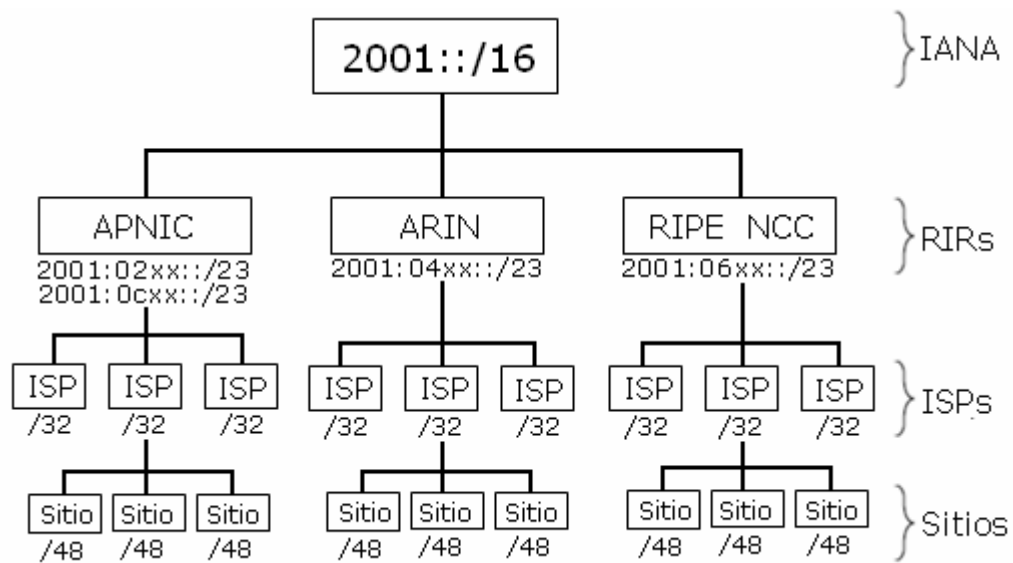 2001::/16
IANA
APNIC
ARIN
RIPE NCC
RIRs
2001:02xx::/23
2001:0cxx::/23
2001:04xx::/23
2001:06xx::/23
ISP ISP ISP ISP ISP ISP ISP ISP ISP
ISPs
/32 /32 /32 /32 /32 /32 /32 /32 /32
Sitio Sitio Sitio Sitio Sitio Sitio Sitio Sitio Sitio
Sitios
/48 /48 /48 /48 /48 /48 /48 /48 /48